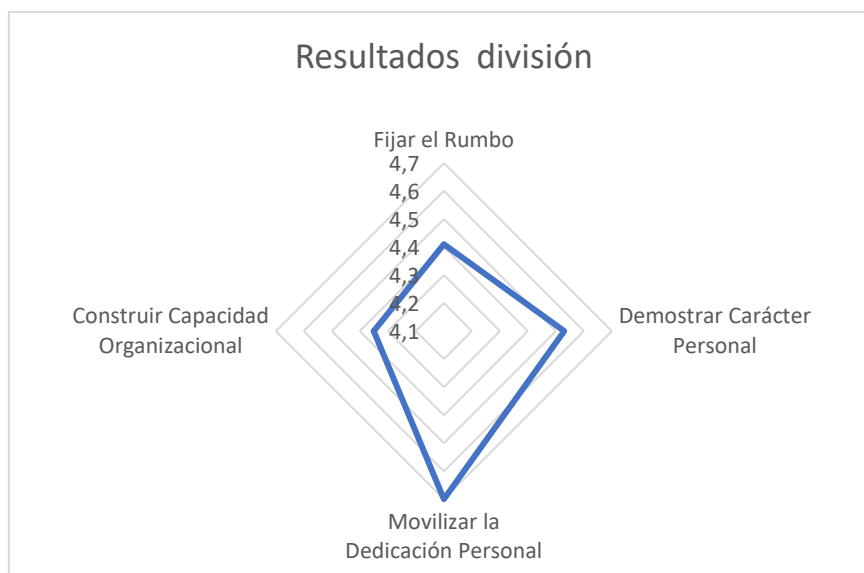 Resultados división
Fijar el Rumbo
4,7
4,6
4,5
4,4
4,3
4,2
4,1
Construir Capacidad
Organizacional
Demostrar Carácter
Personal
Movilizar la
Dedicación Personal